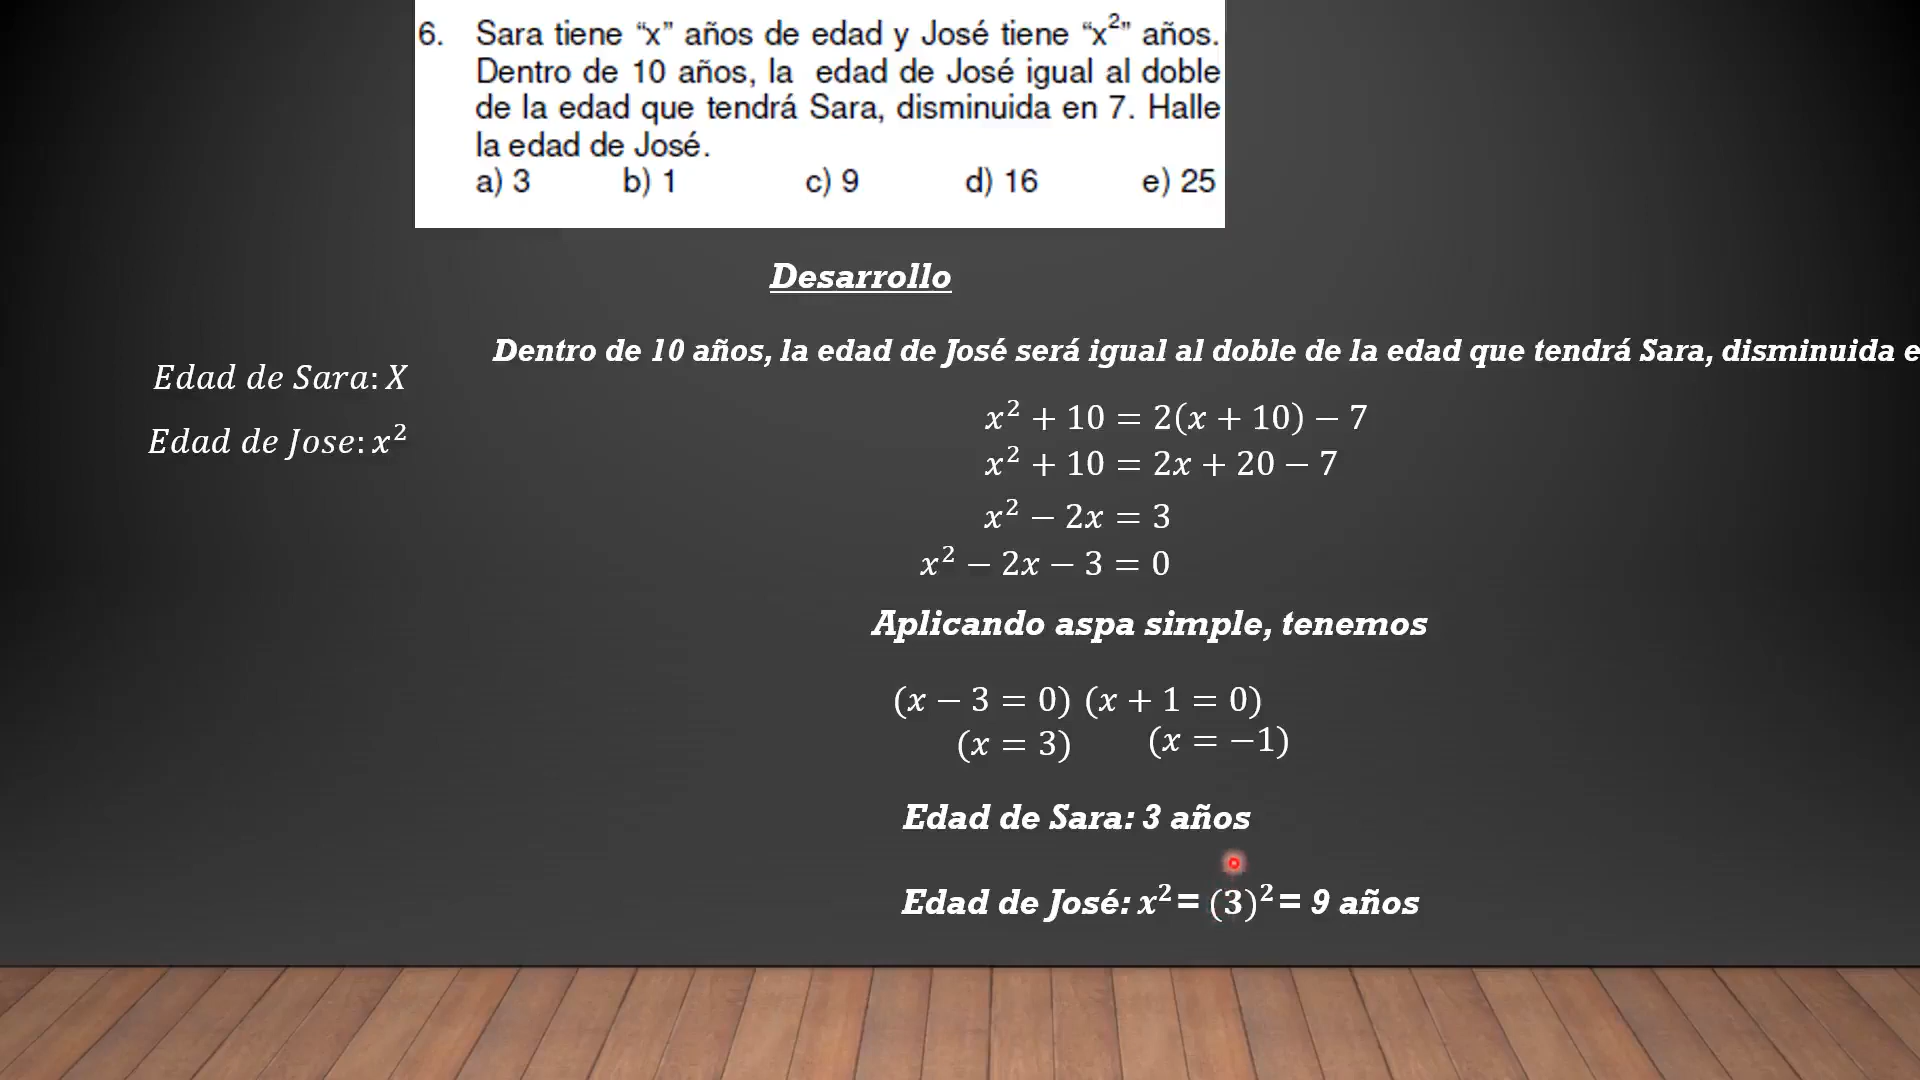 6. Sara tiene “x” años de edad y José tiene “x²” años.
Dentro de 10 años, la edad de José igual al doble
de la edad que tendrá Sara, disminuida en 7. Halle
la edad de José.
a) 3 b) 1 c) 9 d) 16 e) 25
Desarrollo
Dentro de 10 años, la edad de José será igual al doble de la edad que tendrá Sara, disminuida e
Edad de Sara: X
Edad de Jose: x²
x² + 10 = 2(x + 10) − 7
x² + 10 = 2x + 20 − 7
x² − 2x = 3
x² − 2x − 3 = 0
Aplicando aspa simple, tenemos
(x − 3 = 0) (x + 1 = 0)
(x = 3) (x = −1)
Edad de Sara: 3 años
Edad de José: x² = (3)² = 9 años